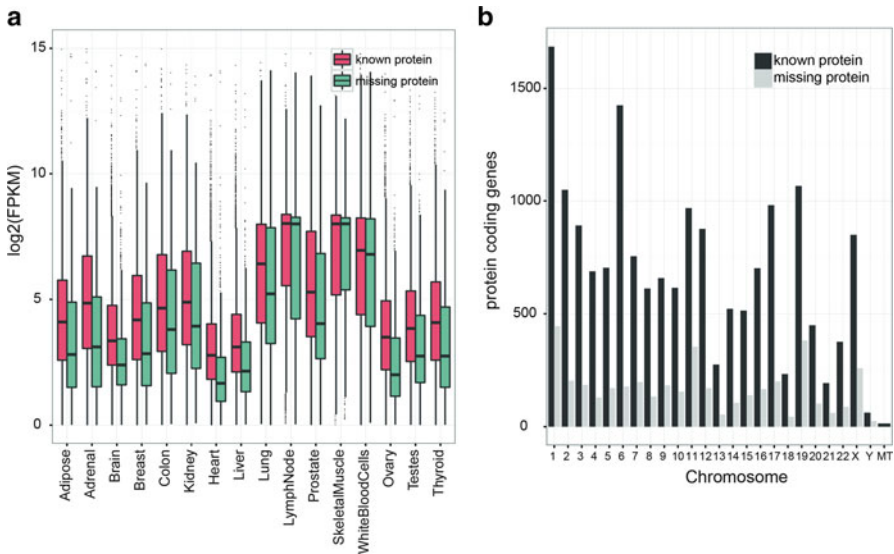 a
15
10
5
0
log2(FPKM)
known protein
missing protein
Adipose
Adrenal
Brain
Breast
Colon
Kidney
Heart
Liver
Lung
LymphNode
Prostate
SkeletalMuscle
WhiteBloodCells
Ovary
Testes
Thyroid
b
1500
1000
500
0
protein coding genes
known protein
missing protein
1 2 3 4 5 6 7 8 9 10 11 12 13 14 15 16 17 18 19 20 21 22 X Y MT
Chromosome